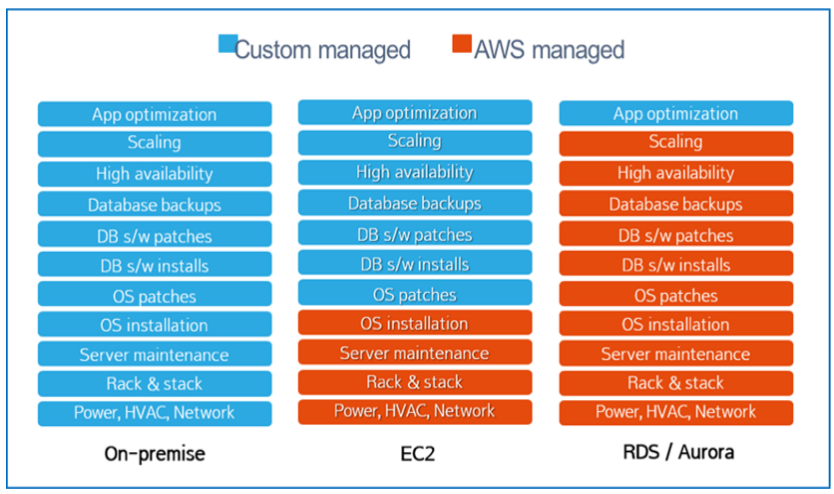 Custom managed
AWS managed
App optimization
Scaling
High availability
Database backups
DB s/w patches
DB s/w installs
OS patches
OS installation
Server maintenance
Rack & stack
Power, HVAC, Network
On-premise
App optimization
Scaling
High availability
Database backups
DB s/w patches
DB s/w installs
OS patches
OS installation
Server maintenance
Rack & stack
Power, HVAC, Network
EC2
App optimization
Scaling
High availability
Database backups
DB s/w patches
DB s/w installs
OS patches
OS installation
Server maintenance
Rack & stack
Power, HVAC, Network
RDS / Aurora